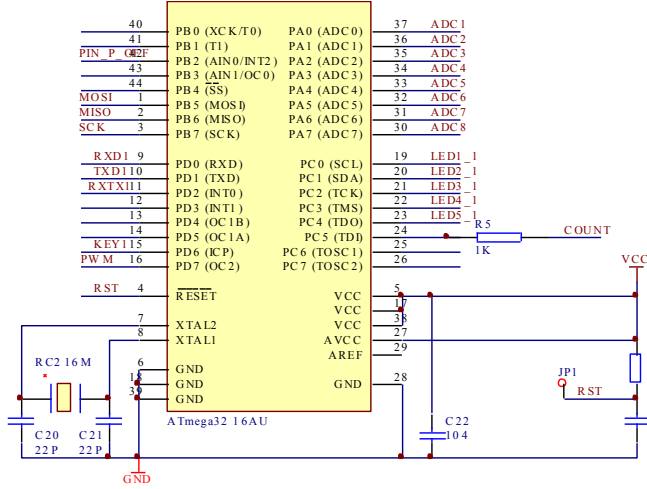 40 PB0 (XCK/T0) PA0 (ADC0) 37 ADC1
41 PB1 (T1) PA1 (ADC1) 36 ADC2
42 PB2 (AIN0/INT2) PA2 (ADC2) 35 ADC3
43 PB3 (AIN1/OC0) PA3 (ADC3) 34 ADC4
44 PB4 (SS) PA4 (ADC4) 33 ADC5
MOSI 1 PB5 (MOSI) PA5 (ADC5) 32 ADC6
MISO 2 PB6 (MISO) PA6 (ADC6) 31 ADC7
SCK 3 PB7 (SCK) PA7 (ADC7) 30 ADC8
RXD1 9 PD0 (RXD) PC0 (SCL) 19 LED1_1
TXD1 10 PD1 (TXD) PC1 (SDA) 20 LED2_1
RXTX1 11 PD2 (INT0) PC2 (TCK) 21 LED3_1
12 PD3 (INT1) PC3 (TMS) 22 LED4_1
13 PD4 (OC1B) PC4 (TDO) 23 LED5_1
14 PD5 (OC1A) PC5 (TDI) 24 R5 COUNT
KEY1 15 PD6 (ICP) PC6 (TOSC1) 25 1K
PWM 16 PD7 (OC2) PC7 (TOSC2) 26
VCC
RST 4 RESET VCC 5
VCC 17
7 XTAL2 VCC 38
8 XTAL1 AVCC 27
AREF 29
RC2 16M 6 GND
JP1
18 GND GND 28
RST
39 GND
ATmega32 16AU
C20 C21 C22
22P 22P 104
GND